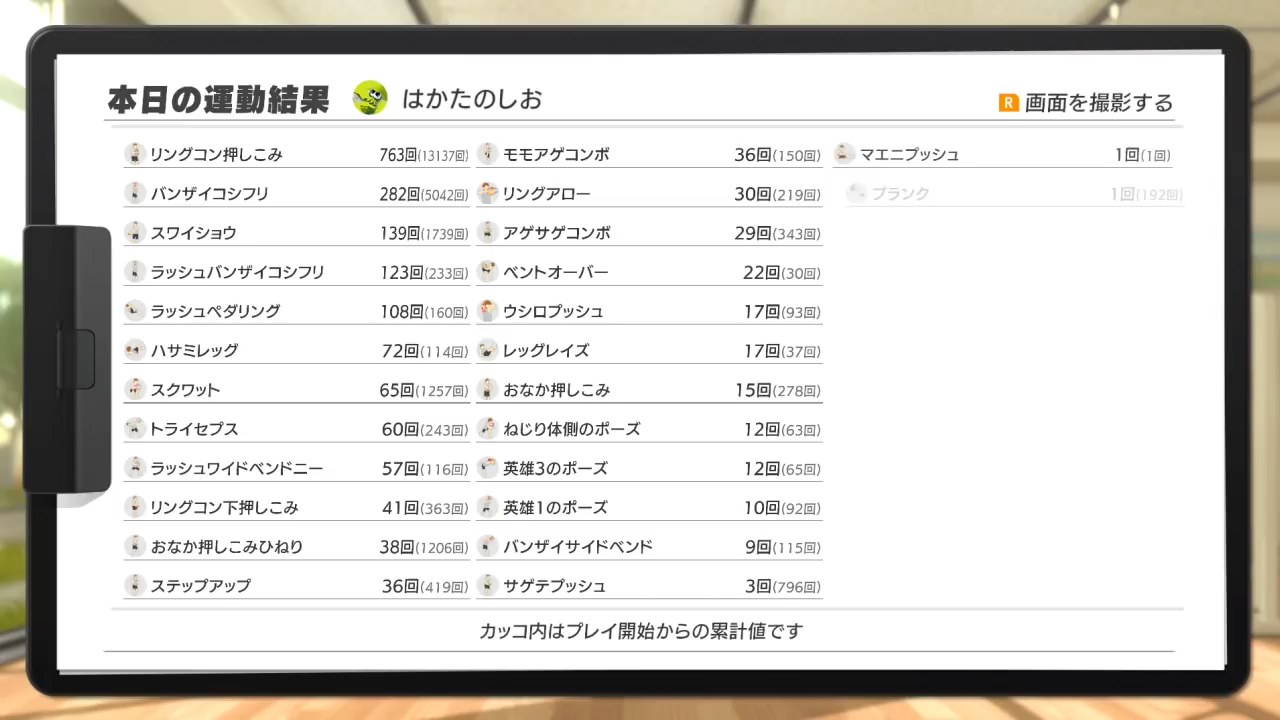 本日の運動結果 はかたのしお R 画面を撮影する
リングコン押しこみ 763回(13137回)
バンザイコシフリ 282回(5042回)
スワイショウ 139回(1739回)
ラッシュバンザイコシフリ 123回(233回)
ラッシュペダリング 108回(160回)
ハサミレッグ 72回(114回)
スクワット 65回(1257回)
トライセプス 60回(243回)
ラッシュワイドベンドニー 57回(116回)
リングコン下押しこみ 41回(363回)
おなか押しこみひねり 38回(1206回)
ステップアップ 36回(419回)
モモアゲコンボ 36回(150回)
リングアロー 30回(219回)
アゲサゲコンボ 29回(343回)
ベントオーバー 22回(30回)
ウシロプッシュ 17回(93回)
レッグレイズ 17回(37回)
おなか押しこみ 15回(278回)
ねじり体側のポーズ 12回(63回)
英雄3のポーズ 12回(65回)
英雄1のポーズ 10回(92回)
バンザイサイドベンド 9回(115回)
サゲテプッシュ 3回(796回)
マエニプッシュ 1回(1回)
プランク 1回(192回)
カッコ内はプレイ開始からの累計値です